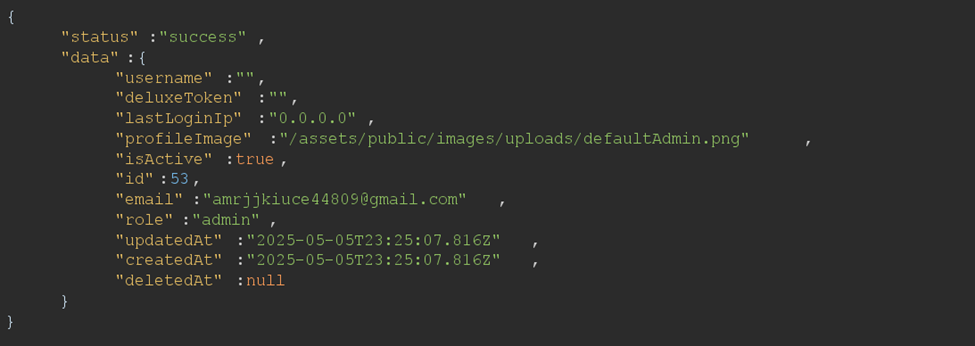 {
"status" :"success" ,
"data" :{
"username" :"",
"deluxeToken" :"",
"lastLoginIp" :"0.0.0.0" ,
"profileImage" :"/assets/public/images/uploads/defaultAdmin.png" ,
"isActive" :true ,
"id" :53,
"email" :"amrjjkiuce44809@gmail.com" ,
"role" :"admin" ,
"updatedAt" :"2025-05-05T23:25:07.816Z" ,
"createdAt" :"2025-05-05T23:25:07.816Z" ,
"deletedAt" :null
}
}